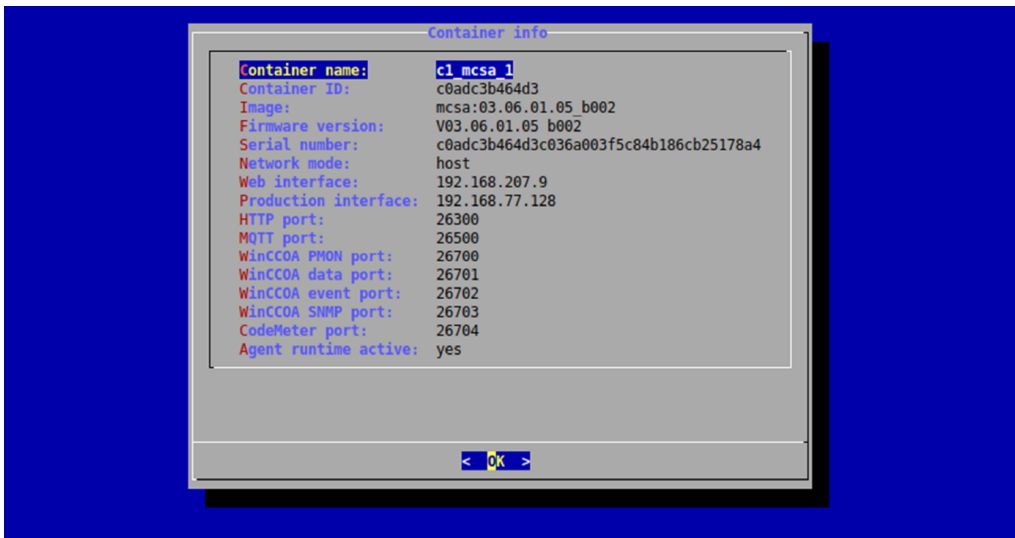 Container info
Container name: c1_mcsa_1
Container ID: c0adc3b464d3
Image: mcsa:03.06.01.05_b002
Firmware version: V03.06.01.05 b002
Serial number: c0adc3b464d3c036a003f5c84b186cb25178a4
Network mode: host
Web interface: 192.168.207.9
Production interface: 192.168.77.128
HTTP port: 26300
MQTT port: 26500
WinCCOA PMON port: 26700
WinCCOA data port: 26701
WinCCOA event port: 26702
WinCCOA SNMP port: 26703
CodeMeter port: 26704
Agent runtime active: yes
< OK >